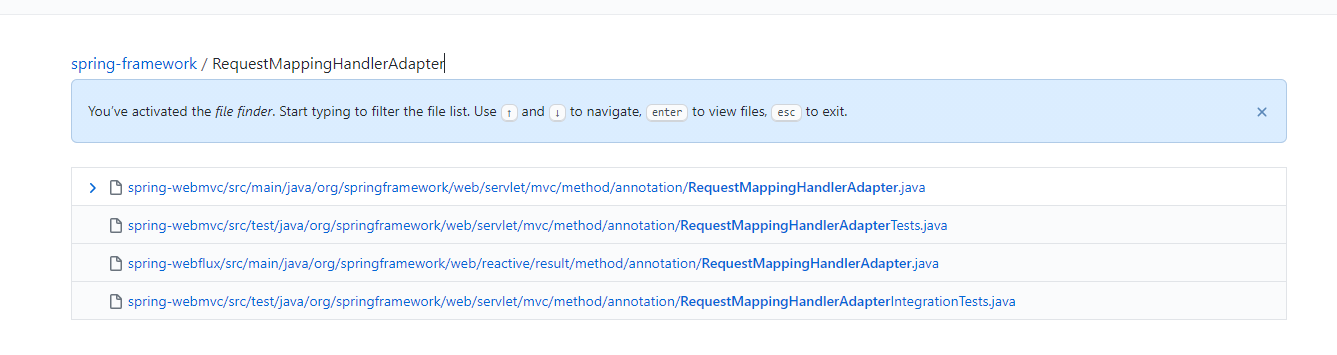 spring-framework / RequestMappingHandlerAdapter
You've activated the file finder. Start typing to filter the file list. Use ↑ and ↓ to navigate, enter to view files, esc to exit.
spring-webmvc/src/main/java/org/springframework/web/servlet/mvc/method/annotation/RequestMappingHandlerAdapter.java
spring-webmvc/src/test/java/org/springframework/web/servlet/mvc/method/annotation/RequestMappingHandlerAdapterTests.java
spring-webflux/src/main/java/org/springframework/web/reactive/result/method/annotation/RequestMappingHandlerAdapter.java
spring-webmvc/src/test/java/org/springframework/web/servlet/mvc/method/annotation/RequestMappingHandlerAdapterIntegrationTests.java